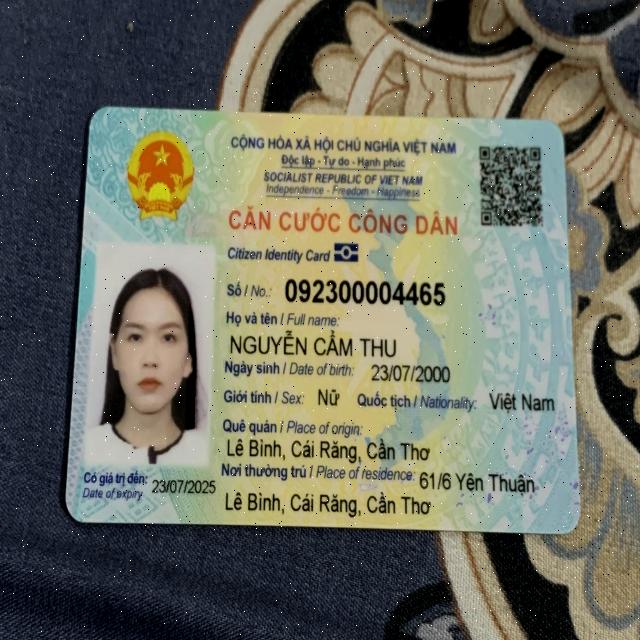 CỘNG HÒA XÃ HỘI CHỦ NGHĨA VIỆT NAM
Độc lập - Tự do - Hạnh phúc
SOCIALIST REPUBLIC OF VIET NAM
Independence - Freedom - Happiness
CĂN CƯỚC CÔNG DÂN
Citizen Identity Card
Số / No.: 092300004465
Họ và tên / Full name:
NGUYỄN CẨM THU
Ngày sinh / Date of birth: 23/07/2000
Giới tính / Sex: Nữ Quốc tịch / Nationality: Việt Nam
Quê quán / Place of origin:
Lê Bình, Cái Răng, Cần Thơ
Nơi thường trú / Place of residence: 61/6 Yên Thuận
Lê Bình, Cái Răng, Cần Thơ
Có giá trị đến: 23/07/2025
Date of expiry